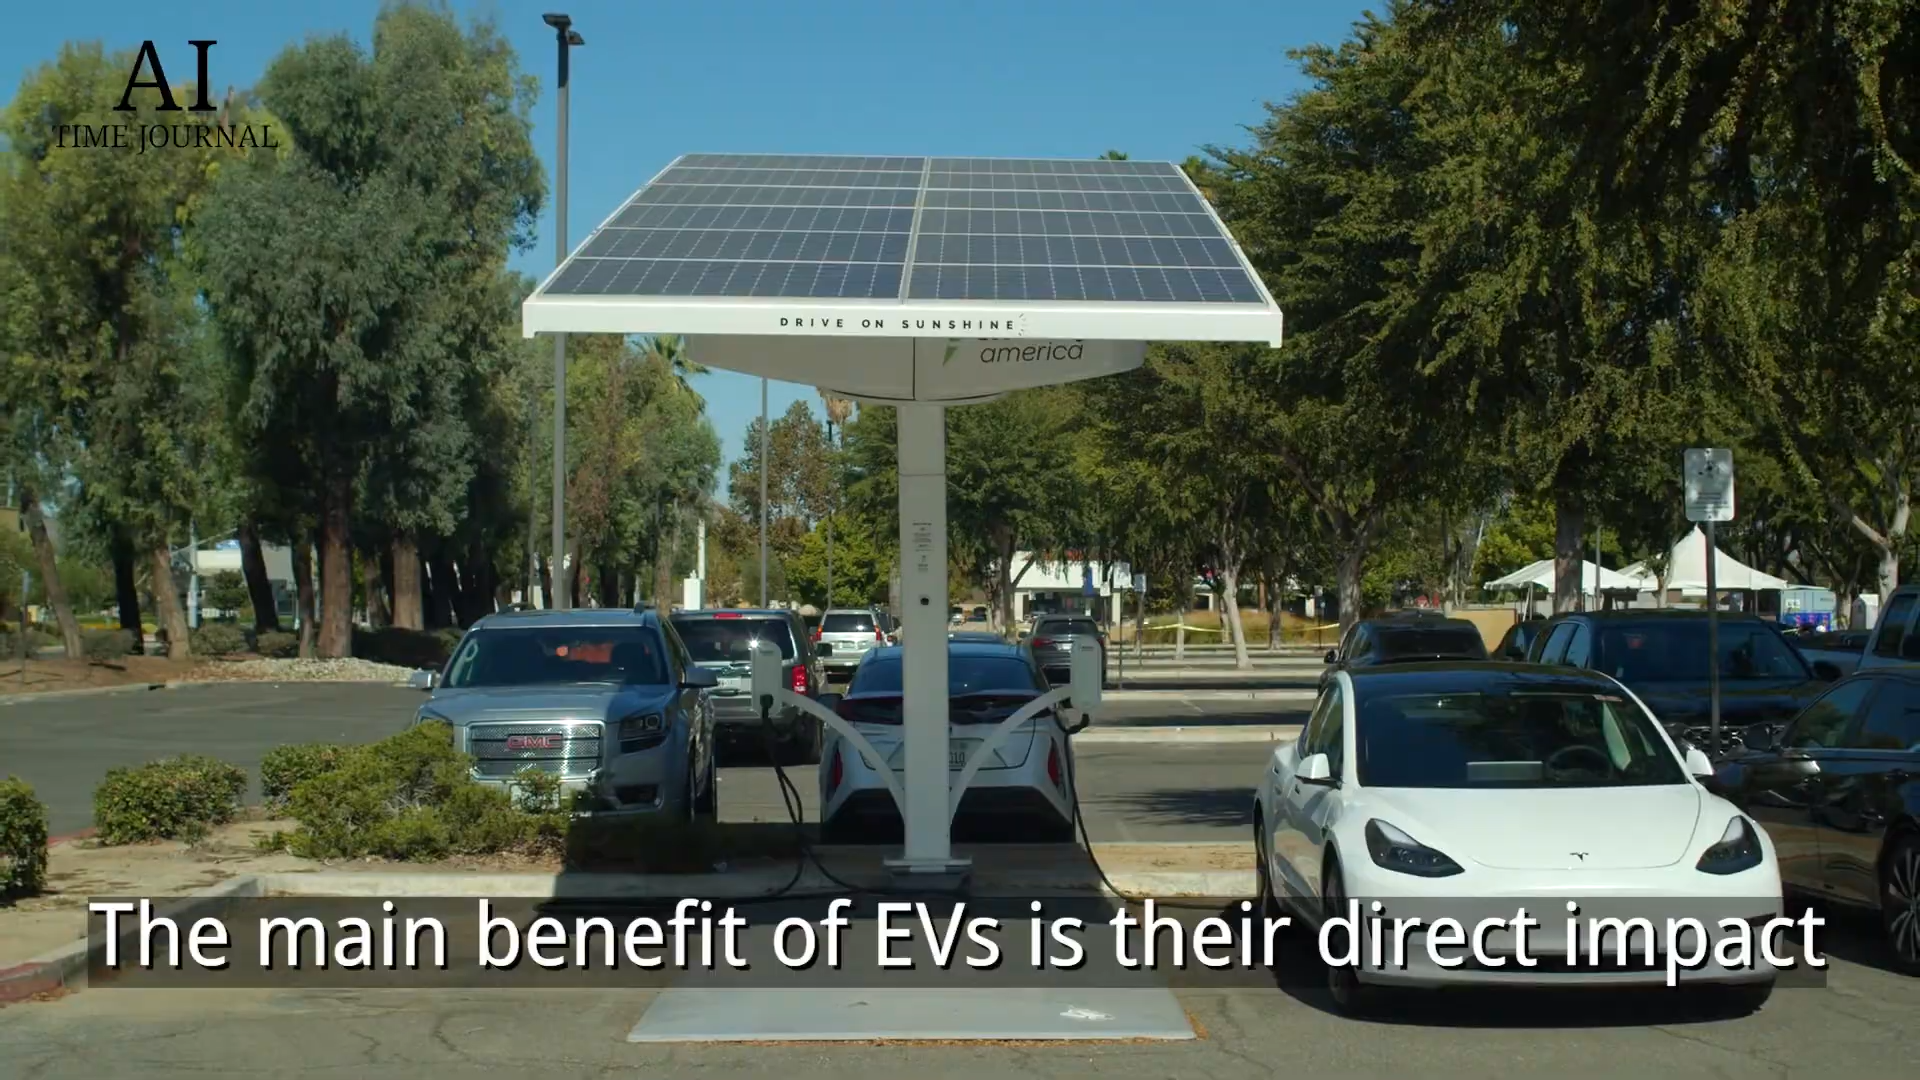 AI
TIME JOURNAL
DRIVE ON SUNSHINE
america
GMC
The main benefit of EVs is their direct impact